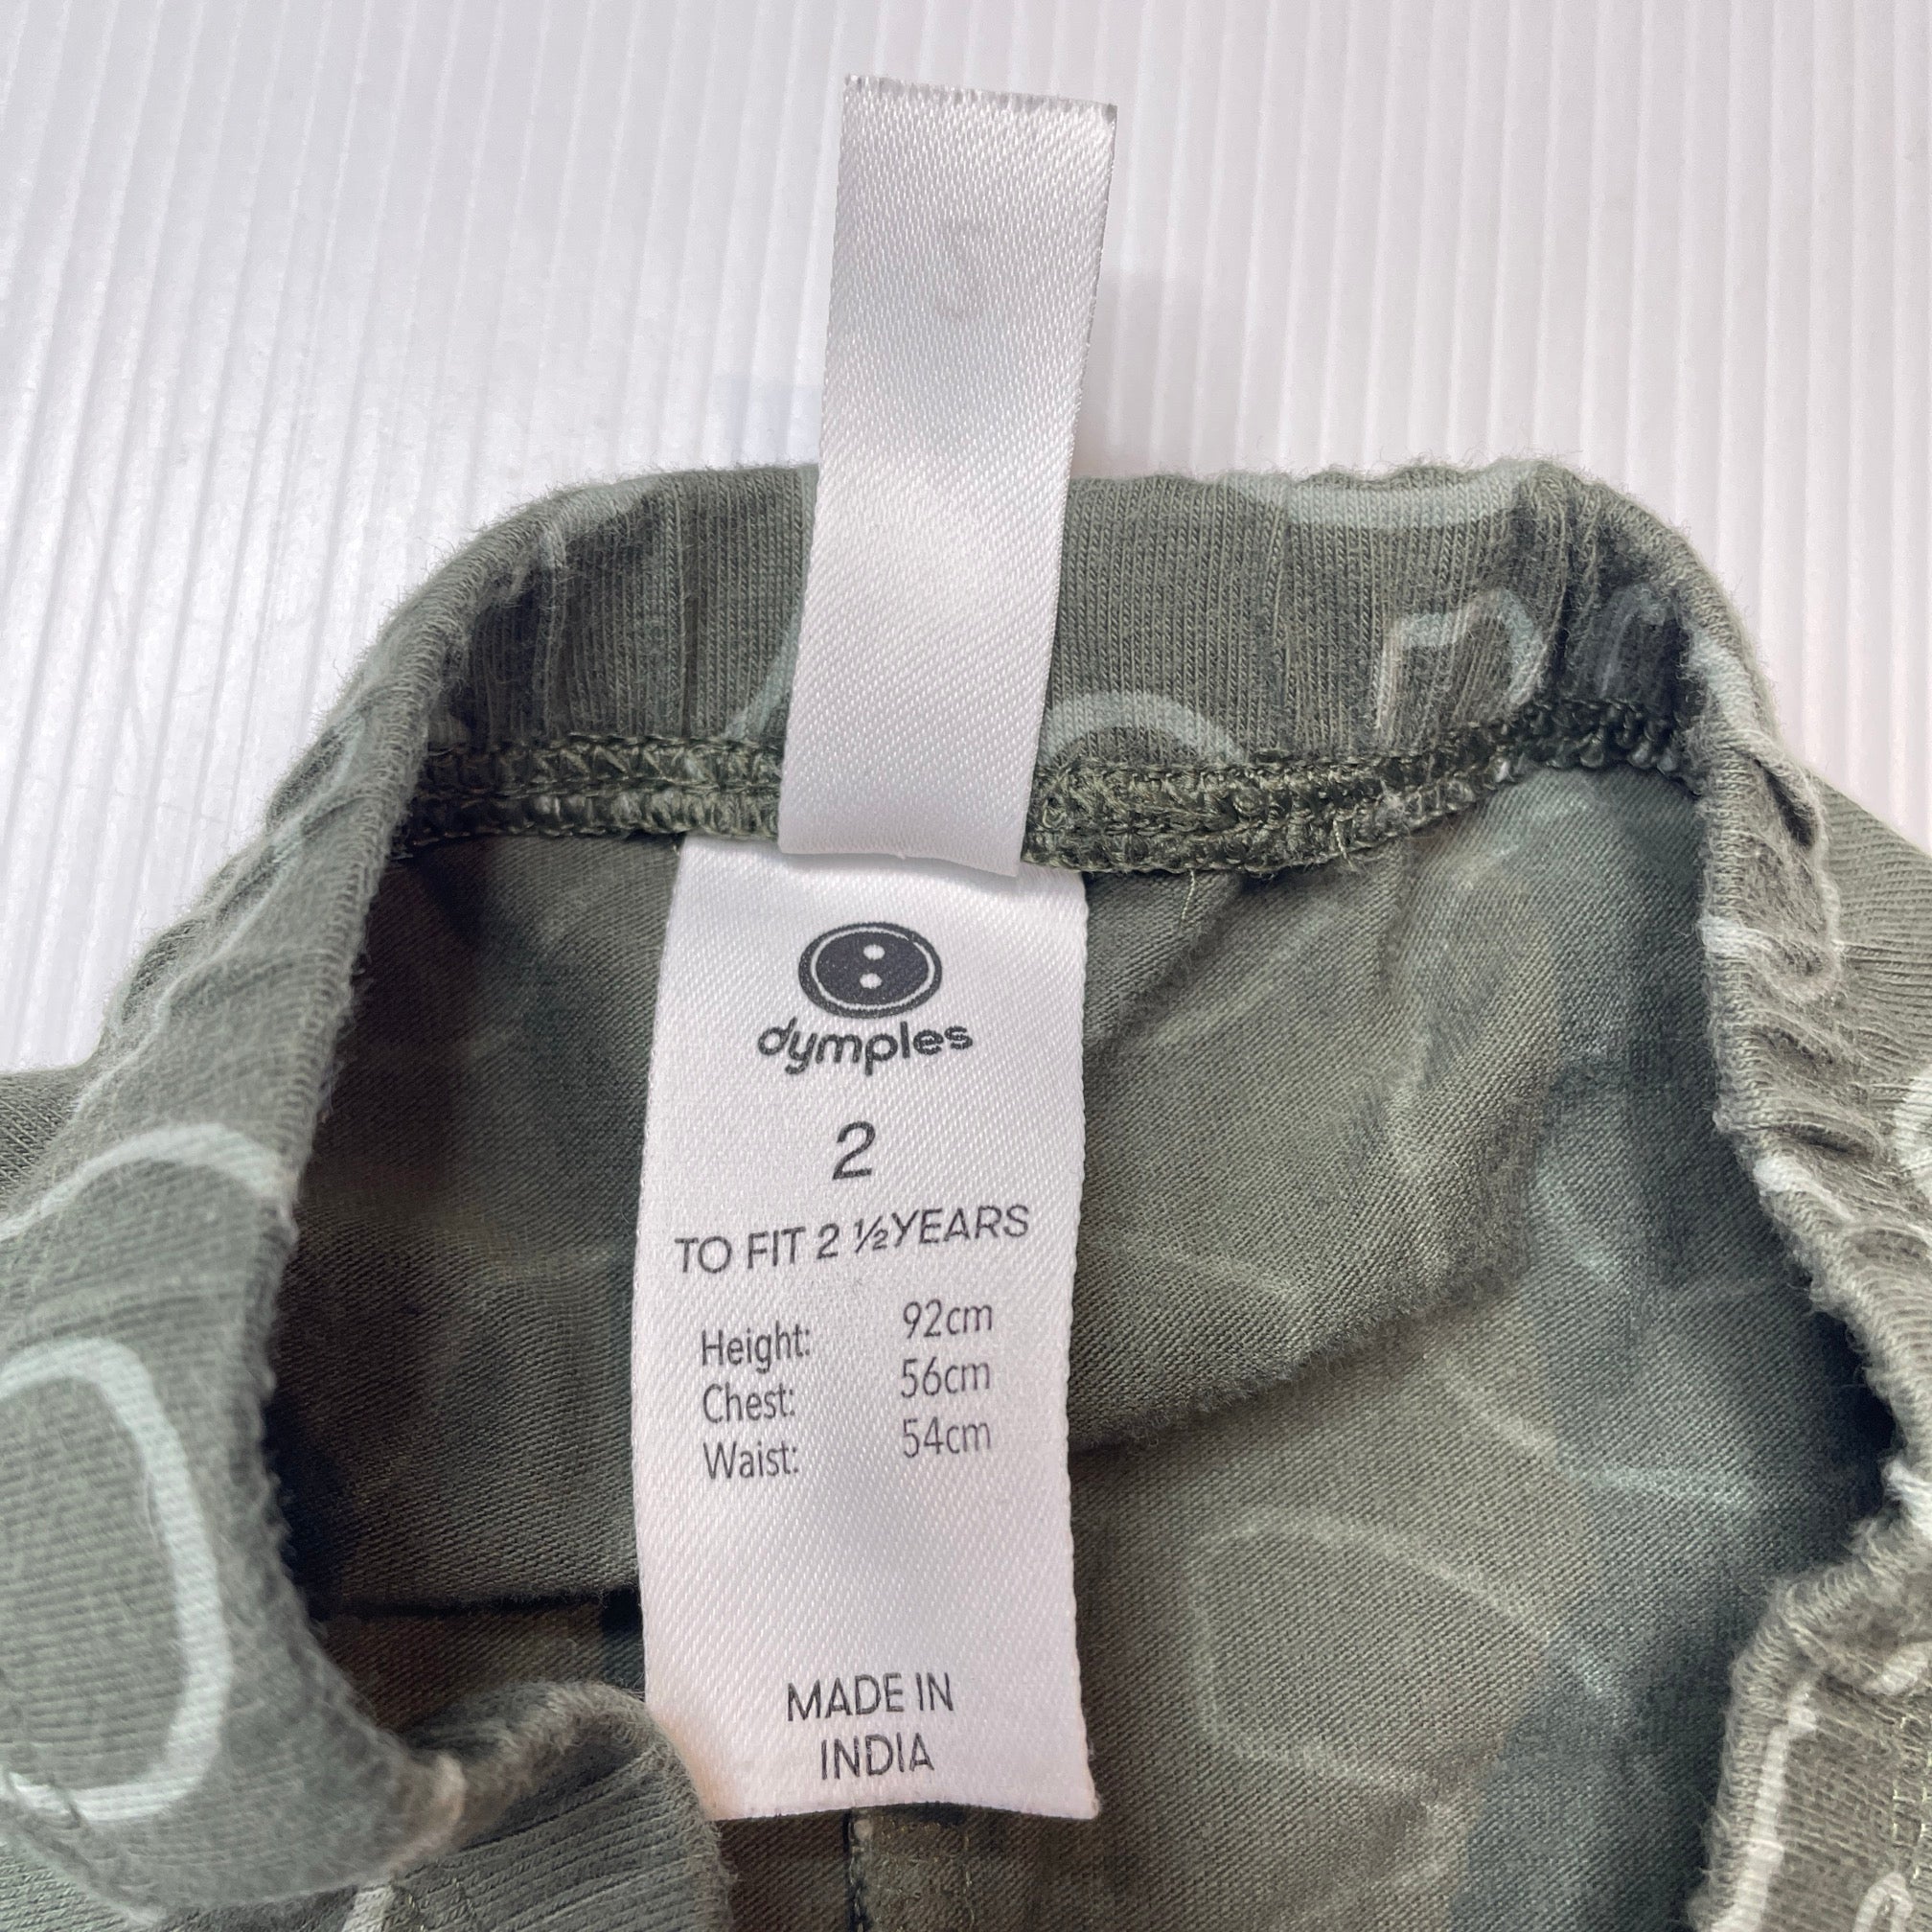 dymples
2
TO FIT 2 ½YEARS
Height: 92cm
Chest: 56cm
Waist: 54cm
MADE IN
INDIA